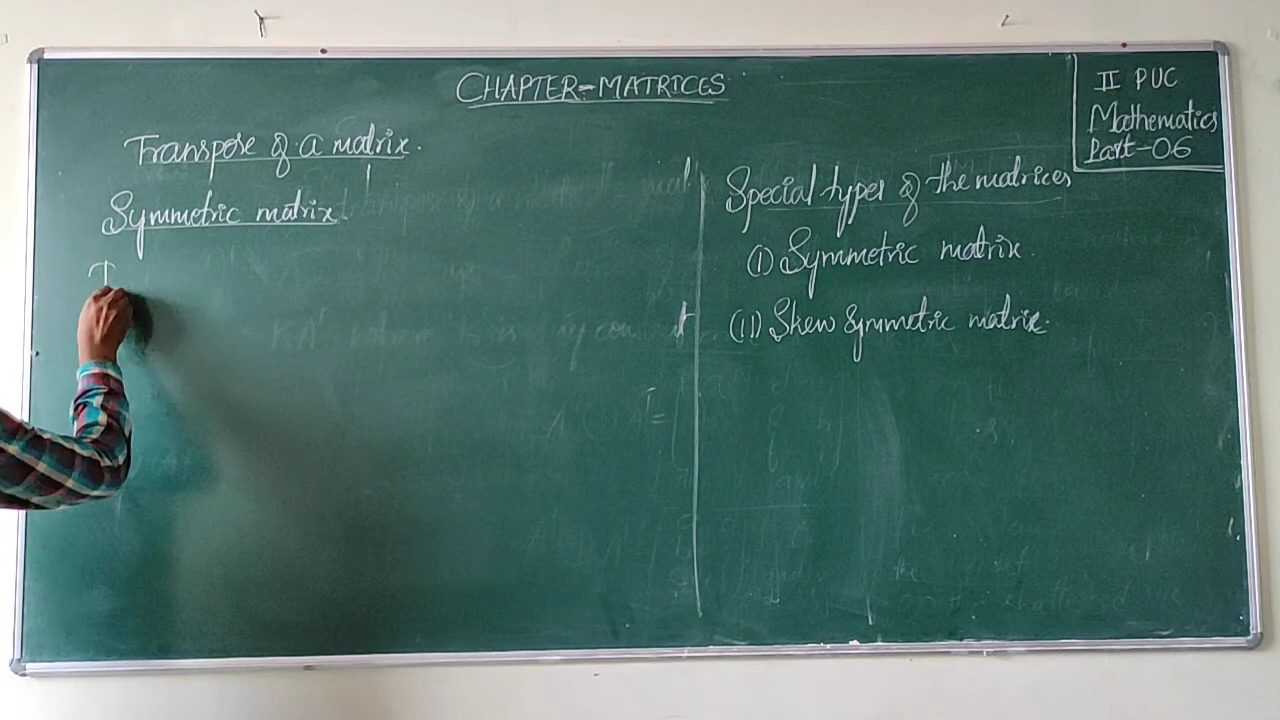 CHAPTER-MATRICES
II PUC
Mathematics
Part-06
Transpose of a matrix.
Symmetric matrix
Special types of the matrices
(I) Symmetric matrix.
(II) Skew symmetric matrix.